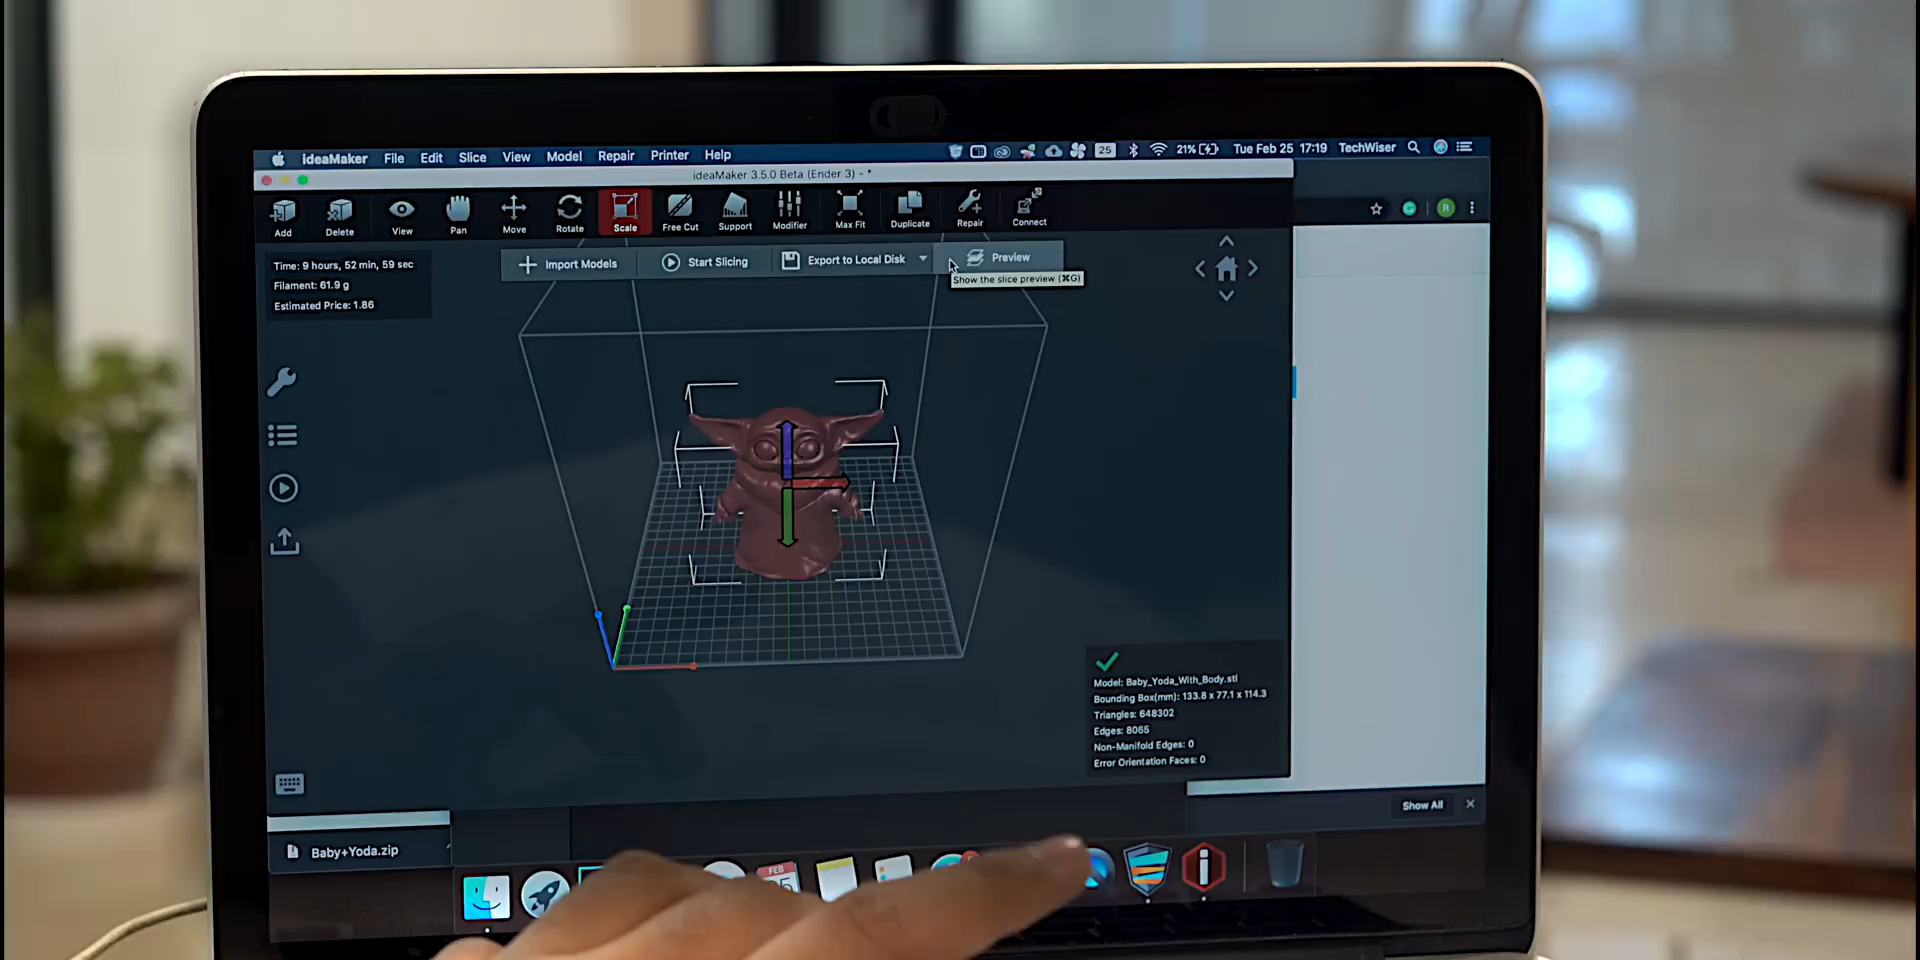 ideaMaker File Edit Slice View Model Repair Printer Help 25 21% Tue Feb 25 17:19 TechWiser
ideaMaker 3.5.0 Beta (Ender 3) - *
Add Delete View Pan Move Rotate Scale Free Cut Support Modifier Max Fit Duplicate Repair Connect
R
Import Models Start Slicing Export to Local Disk Preview
Show the slice preview (⌘G)
Time: 9 hours, 52 min, 59 sec
Filament: 61.9 g
Estimated Price: 1.86
Model: Baby_Yoda_With_Body.stl
Bounding Box(mm): 133.8 x 77.1 x 114.3
Triangles: 648302
Edges: 8065
Non-Manifold Edges: 0
Error Orientation Faces: 0
Show All
Baby+Yoda.zip
FEB